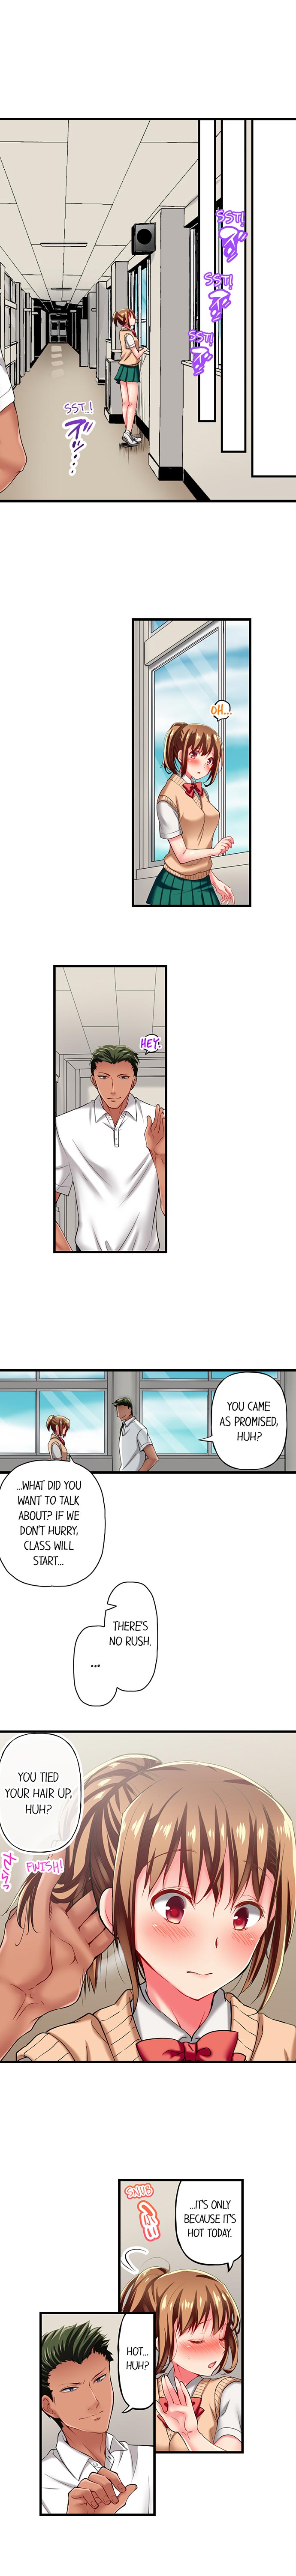 SST!
SST!
SST!
SST..!
OH...
HEY.
YOU CAME
AS PROMISED,
HUH?
...WHAT DID YOU
WANT TO TALK
ABOUT? IF WE
DON'T HURRY,
CLASS WILL
START...
THERE'S
NO RUSH.
...
YOU TIED
YOUR HAIR UP,
HUH?
FWISH!
...IT'S ONLY
BECAUSE IT'S
HOT TODAY.
SNUB
HOT...
HUH?